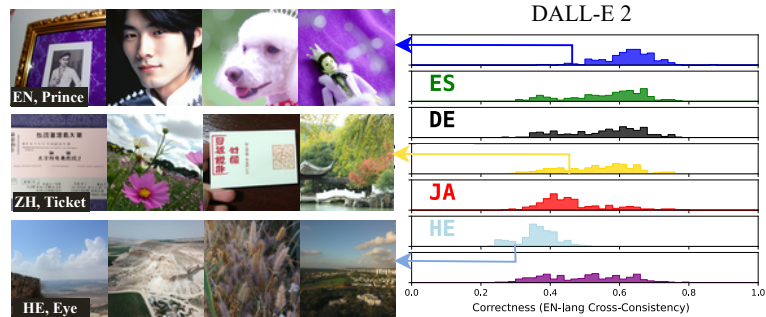 DALL-E 2
EN, Prince
ES
DE
ZH, Ticket
JA
HE
HE, Eye
0.0 0.2 0.4 0.6 0.8 1.0
Correctness (EN-lang Cross-Consistency)